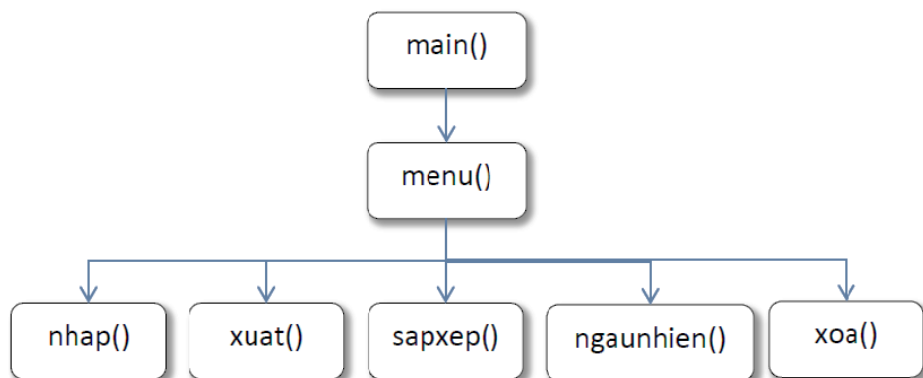 main()
menu()
nhap()
xuat()
sapxep()
ngaunhien()
xoa()